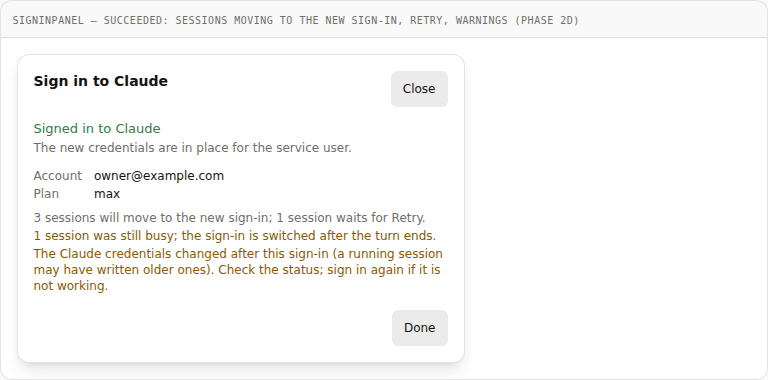 SIGNINPANEL — SUCCEEDED: SESSIONS MOVING TO THE NEW SIGN-IN, RETRY, WARNINGS (PHASE 2D)
Sign in to Claude
Close
Signed in to Claude
The new credentials are in place for the service user.
Account owner@example.com
Plan max
3 sessions will move to the new sign-in; 1 session waits for Retry.
1 session was still busy; the sign-in is switched after the turn ends.
The Claude credentials changed after this sign-in (a running session
may have written older ones). Check the status; sign in again if it is
not working.
Done